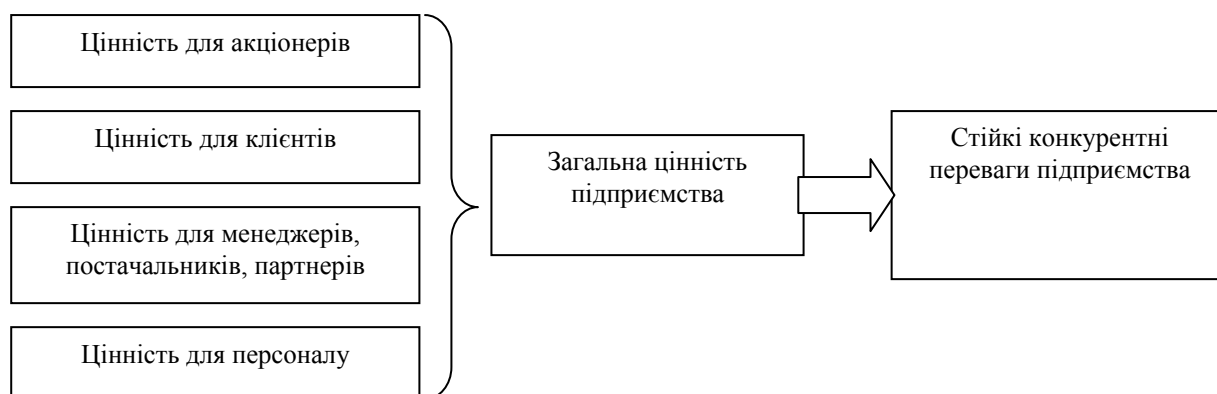 Цінність для акціонерів
Цінність для клієнтів
Цінність для менеджерів,
постачальників, партнерів
Цінність для персоналу
Загальна цінність
підприємства
Стійкі конкурентні
переваги підприємства